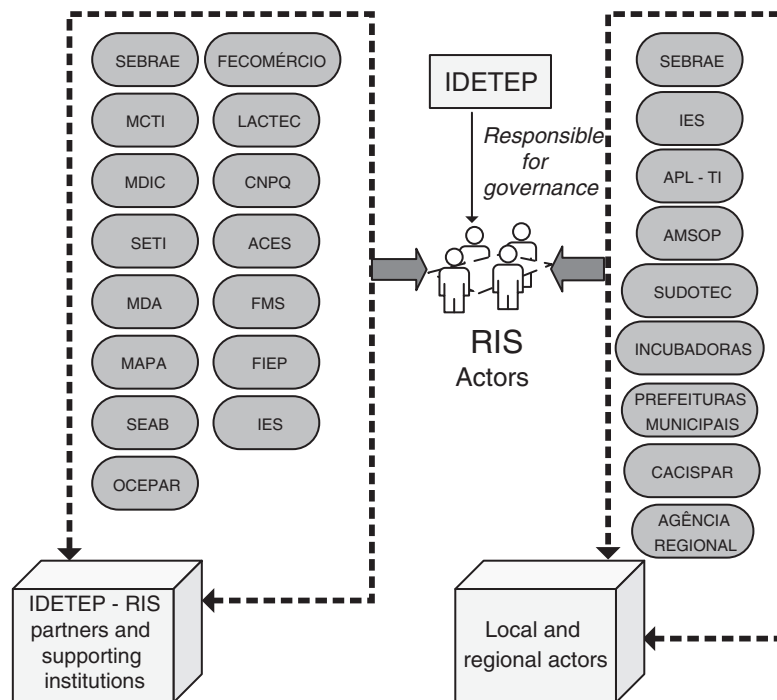 SEBRAE
FECOMÉRCIO
MCTI
LACTEC
MDIC
CNPQ
SETI
ACES
MDA
FMS
MAPA
FIEP
SEAB
IES
OCEPAR
IDETEP - RIS
partners and
supporting
institutions
IDETEP
Responsible
for
governance
RIS
Actors
SEBRAE
IES
APL - TI
AMSOP
SUDOTEC
INCUBADORAS
PREFEITURAS
MUNICIPAIS
CACISPAR
AGÊNCIA
REGIONAL
Local and
regional actors